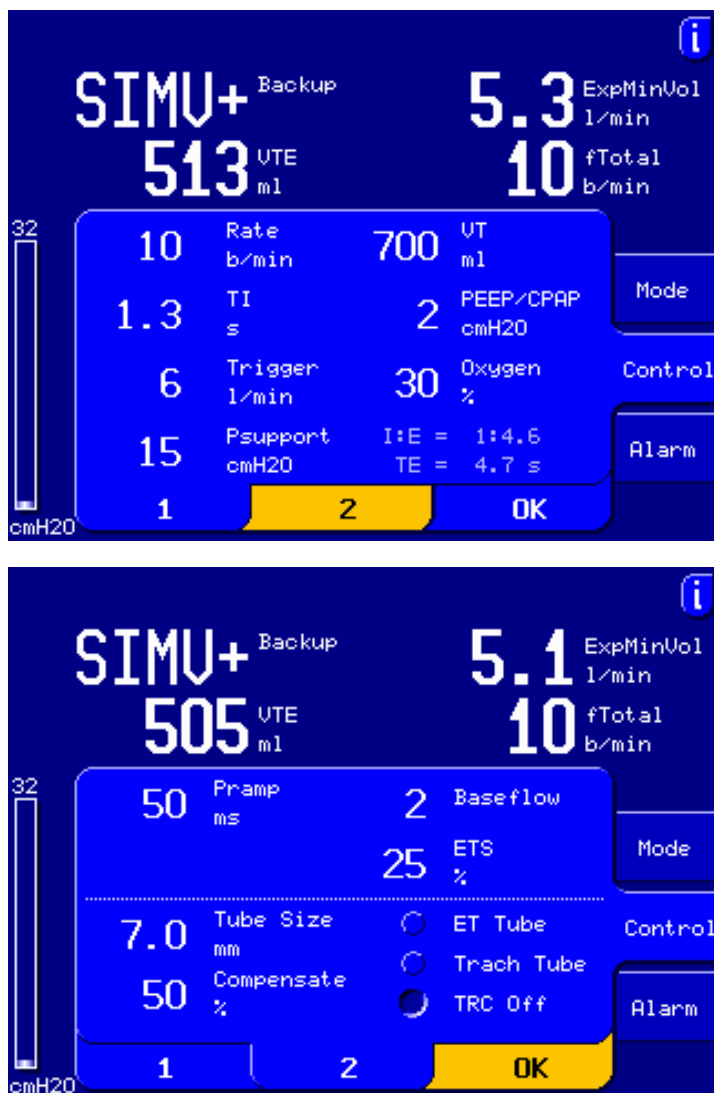 i
SIMV+ Backup 5.3 ExpMinVol l/min
513 VTE ml 10 fTotal b/min
32
10 Rate b/min 700 VT ml
Mode
1.3 TI s 2 PEEP/CPAP cmH2O
6 Trigger l/min 30 Oxygen %
Control
15 Psupport cmH2O I:E = 1:4.6
TE = 4.7 s
Alarm
1 2 OK
cmH2O
i
SIMV+ Backup 5.1 ExpMinVol l/min
505 VTE ml 10 fTotal b/min
32
50 Pramp ms 2 Baseflow
25 ETS %
Mode
7.0 Tube Size mm ET Tube
Control
Trach Tube
50 Compensate % TRC Off
Alarm
1 2 OK
cmH2O